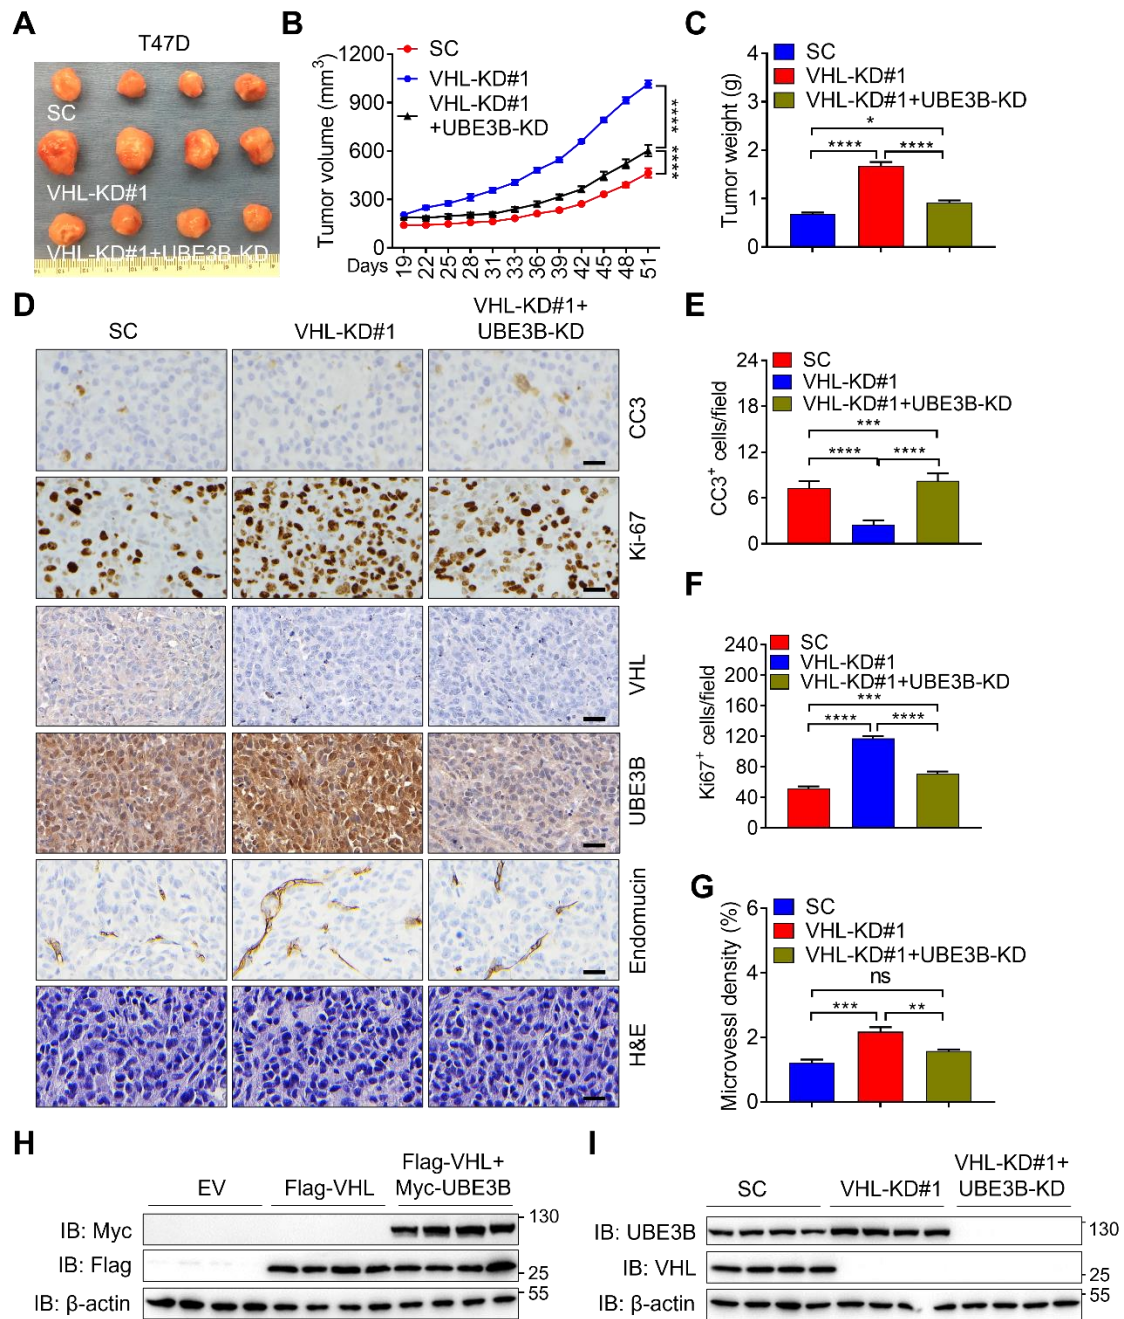 A
T47D
SC
VHL-KD#1
VHL-KD#1+UBE3B-KD
B
SC
VHL-KD#1
VHL-KD#1
+UBE3B-KD
Tumor volume (mm3)
1200
900
600
300
0
****
****
Days
19 22 25 28 31 33 36 39 42 45 48 51
C
SC
VHL-KD#1
VHL-KD#1+UBE3B-KD
Tumor weight (g)
4
3
2
1
0
*
**** ****
D
SC
VHL-KD#1
VHL-KD#1+
UBE3B-KD
CC3
Ki-67
VHL
UBE3B
Endomucin
H&E
E
SC
VHL-KD#1
VHL-KD#1+UBE3B-KD
CC3+ cells/field
24
18
12
6
0
***
**** ****
F
SC
VHL-KD#1
VHL-KD#1+UBE3B-KD
Ki67+ cells/field
240
200
160
120
80
40
0
***
**** ****
G
SC
VHL-KD#1
VHL-KD#1+UBE3B-KD
Microvessl density (%)
6
4
2
0
ns
*** **
H
EV
Flag-VHL
Flag-VHL+
Myc-UBE3B
IB: Myc
130
IB: Flag
25
IB: β-actin
55
I
SC
VHL-KD#1
VHL-KD#1+
UBE3B-KD
IB: UBE3B
130
IB: VHL
25
IB: β-actin
55